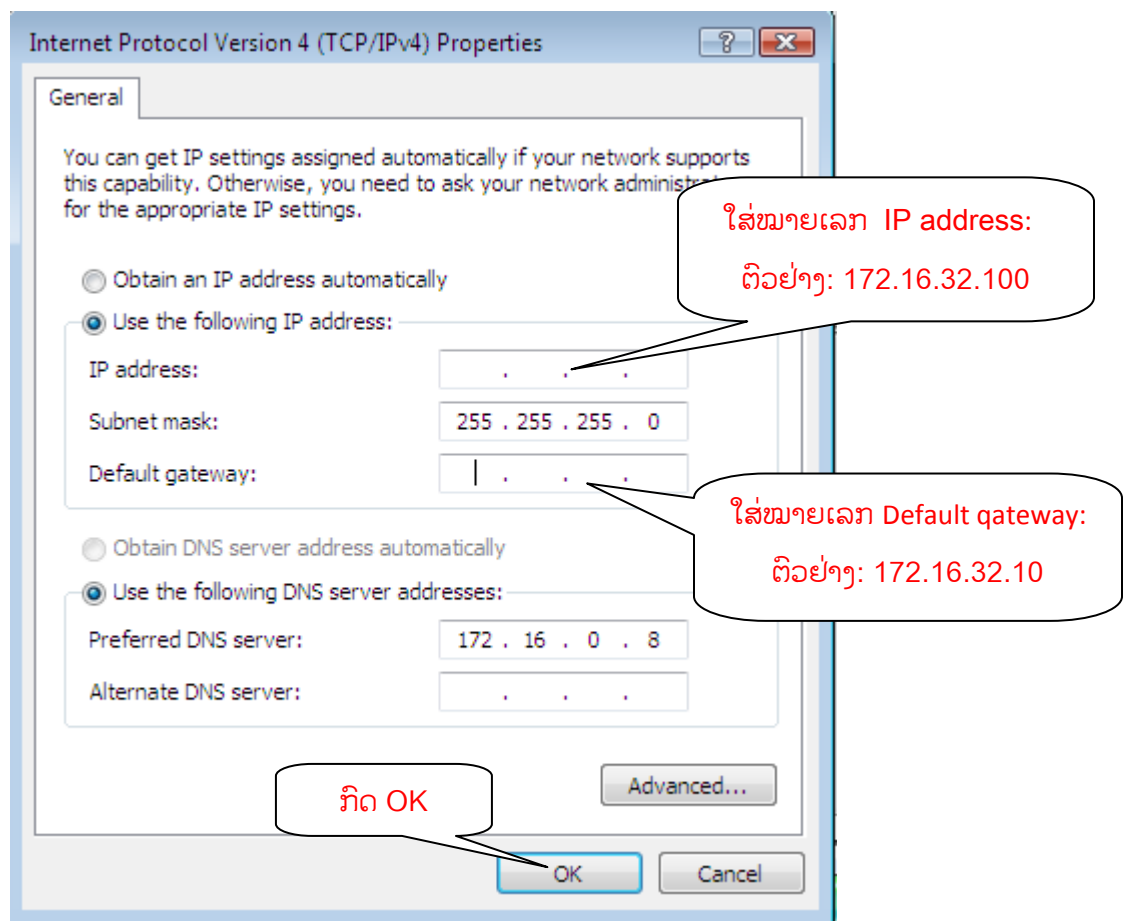 Internet Protocol Version 4 (TCP/IPv4) Properties
General
You can get IP settings assigned automatically if your network supports
this capability. Otherwise, you need to ask your network
for the appropriate IP settings.
ໃສ່ໝາຍເລກ IP address:
ຕົວຢ່າງ: 172.16.32.100
Obtain an IP address automatically
Use the following IP address:
IP address: . . .
Subnet mask: 255 . 255 . 255 . 0
Default gateway: . . .
ໃສ່ໝາຍເລກ Default qateway:
ຕົວຢ່າງ: 172.16.32.10
Obtain DNS server address automatically
Use the following DNS server addresses:
Preferred DNS server: 172 . 16 . 0 . 8
Alternate DNS server: . . .
Advanced...
ກົດ OK
OK Cancel